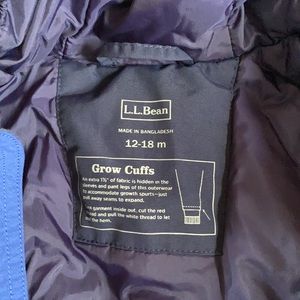 L.L.Bean
MADE IN BANGLADESH
12-18 m
Grow Cuffs
An extra 1½" of fabric is hidden in the
sleeves and pant legs of this outerwear
to accommodate growth spurts—just
pull away seams to expand.
garment inside out, cut the red
and pull the white thread to let
the hem.